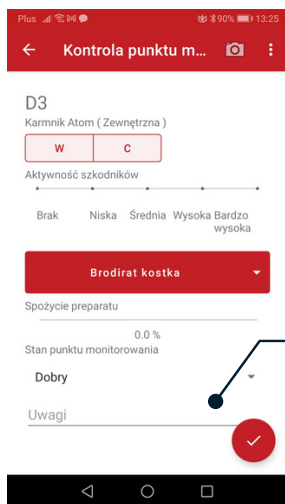 Plus 90% 13:25
Kontrola punktu m...
D3
Karmnik Atom ( Zewnętrzna )
W C
Aktywność szkodników
Brak Niska Średnia Wysoka Bardzo
wysoka
Brodirat kostka
Spożycie preparatu
0.0 %
Stan punktu monitorowania
Dobry
Uwagi